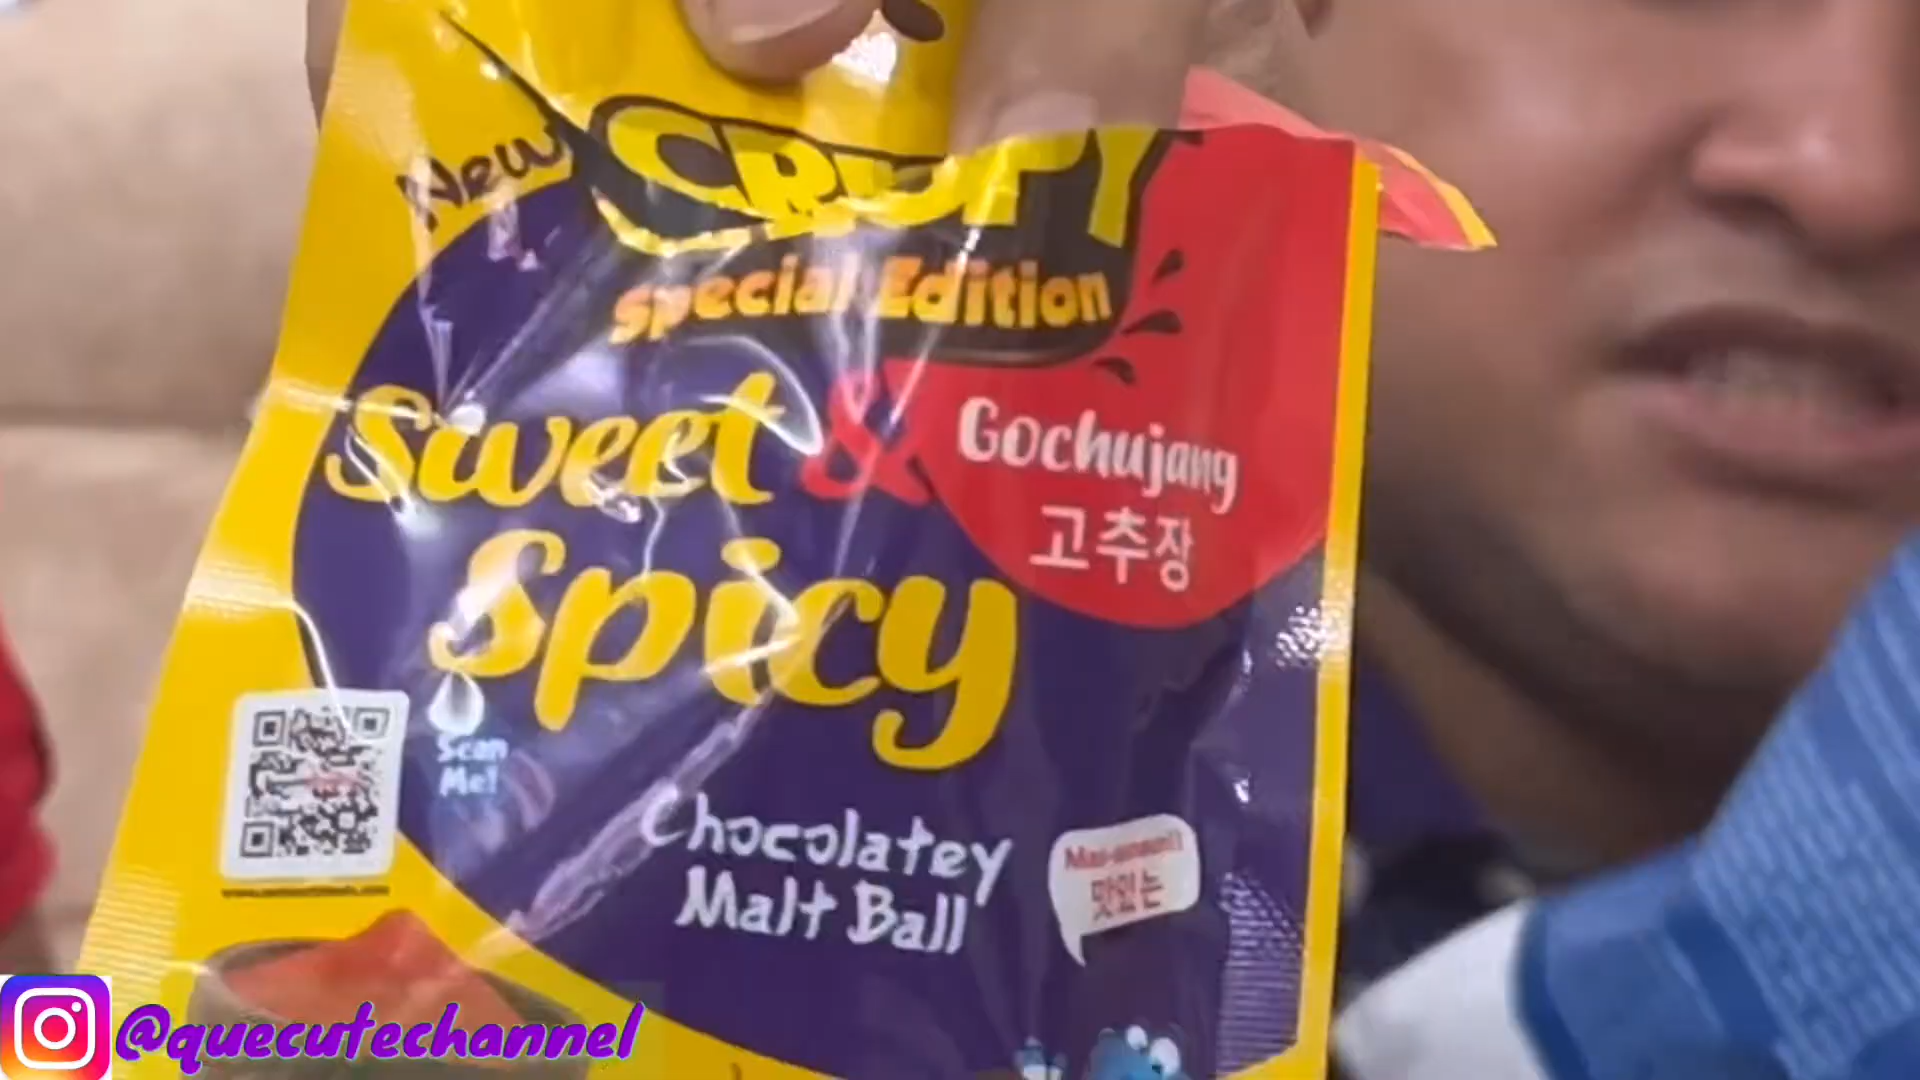 New
Special Edition
Sweet &
Spicy
Gochujang
고추장
Scan
Me!
Chocolatey
Malt Ball
맛있는
@quecutechannel